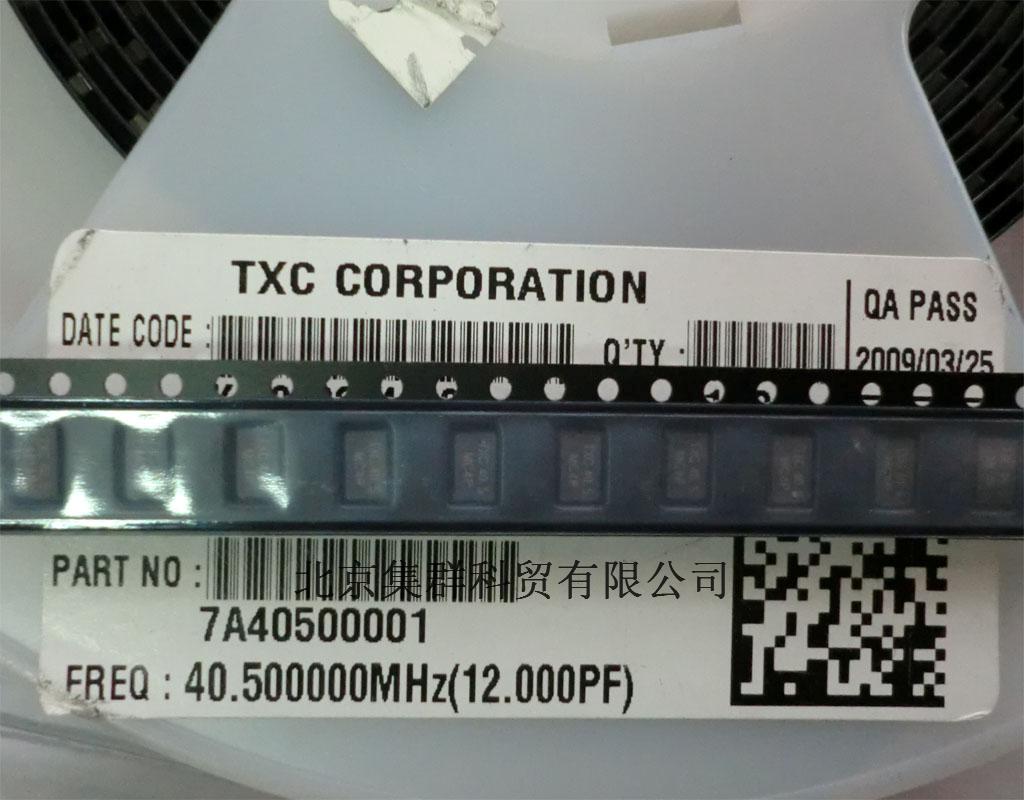 TXC CORPORATION
QA PASS
DATE CODE :
Q'TY :
2009/03/25
PART NO :
北京集群科贸有限公司
7A40500001
FREQ : 40.500000MHz(12.000PF)